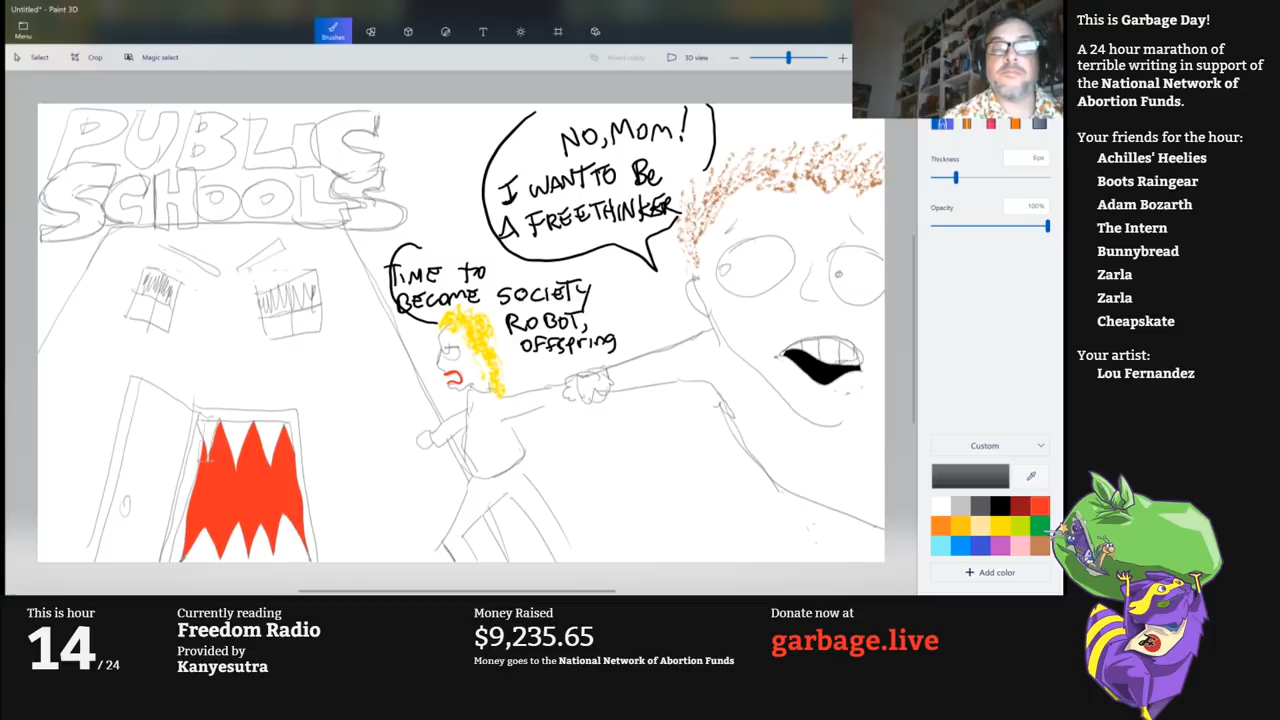 Untitled* - Paint 3D
Menu
Brushes
Select
Crop
Magic select
Mixed reality
3D view
PUBLIC
SCHOOLS
NO, MOM!
I WANT TO BE
A FREETHINKER
TIME TO
BECOME SOCIETY
ROBOT,
OFFSPRING
Thickness
6px
Opacity
100%
Custom
Add color
This is Garbage Day!
A 24 hour marathon of
terrible writing in support of
the National Network of
Abortion Funds.
Your friends for the hour:
Achilles' Heelies
Boots Raingear
Adam Bozarth
The Intern
Bunnybread
Zarla
Zarla
Cheapskate
Your artist:
Lou Fernandez
This is hour
14 / 24
Currently reading
Freedom Radio
Provided by
Kanyesutra
Money Raised
$9,235.65
Money goes to the National Network of Abortion Funds
Donate now at
garbage.live